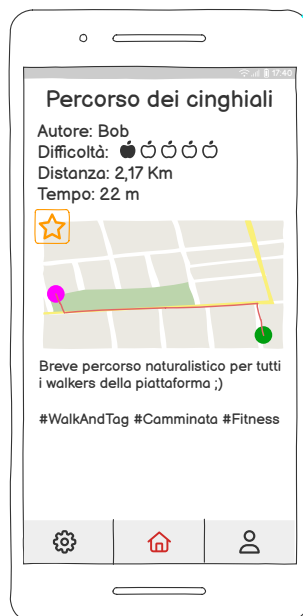 17:40
Percorso dei cinghiali
Autore: Bob
Difficoltà:
Distanza: 2,17 Km
Tempo: 22 m
Breve percorso naturalistico per tutti
i walkers della piattaforma ;)
#WalkAndTag #Camminata #Fitness